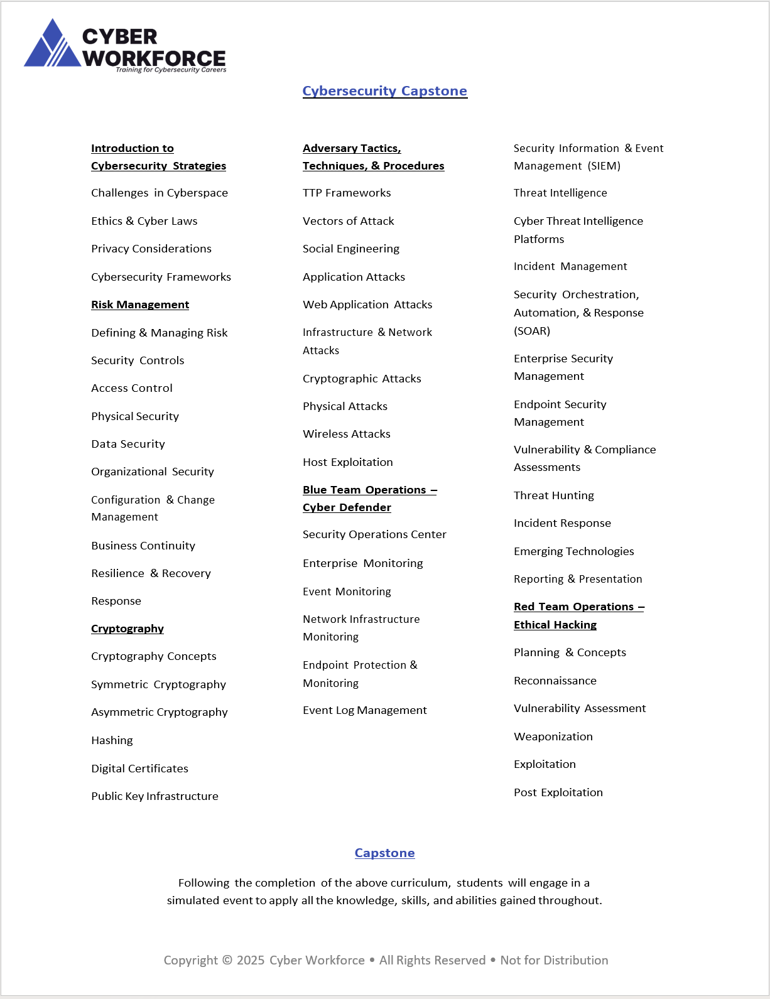 CYBER
WORKFORCE
Training for Cybersecurity Careers
Cybersecurity Capstone
Introduction to
Cybersecurity Strategies
Challenges in Cyberspace
Ethics & Cyber Laws
Privacy Considerations
Cybersecurity Frameworks
Risk Management
Defining & Managing Risk
Security Controls
Access Control
Physical Security
Data Security
Organizational Security
Configuration & Change
Management
Business Continuity
Resilience & Recovery
Response
Cryptography
Cryptography Concepts
Symmetric Cryptography
Asymmetric Cryptography
Hashing
Digital Certificates
Public Key Infrastructure
Adversary Tactics,
Techniques, & Procedures
TTP Frameworks
Vectors of Attack
Social Engineering
Application Attacks
Web Application Attacks
Infrastructure & Network
Attacks
Cryptographic Attacks
Physical Attacks
Wireless Attacks
Host Exploitation
Blue Team Operations –
Cyber Defender
Security Operations Center
Enterprise Monitoring
Event Monitoring
Network Infrastructure
Monitoring
Endpoint Protection &
Monitoring
Event Log Management
Security Information & Event
Management (SIEM)
Threat Intelligence
Cyber Threat Intelligence
Platforms
Incident Management
Security Orchestration,
Automation, & Response
(SOAR)
Enterprise Security
Management
Endpoint Security
Management
Vulnerability & Compliance
Assessments
Threat Hunting
Incident Response
Emerging Technologies
Reporting & Presentation
Red Team Operations –
Ethical Hacking
Planning & Concepts
Reconnaissance
Vulnerability Assessment
Weaponization
Exploitation
Post Exploitation
Capstone
Following the completion of the above curriculum, students will engage in a
simulated event to apply all the knowledge, skills, and abilities gained throughout.
Copyright © 2025 Cyber Workforce • All Rights Reserved • Not for Distribution